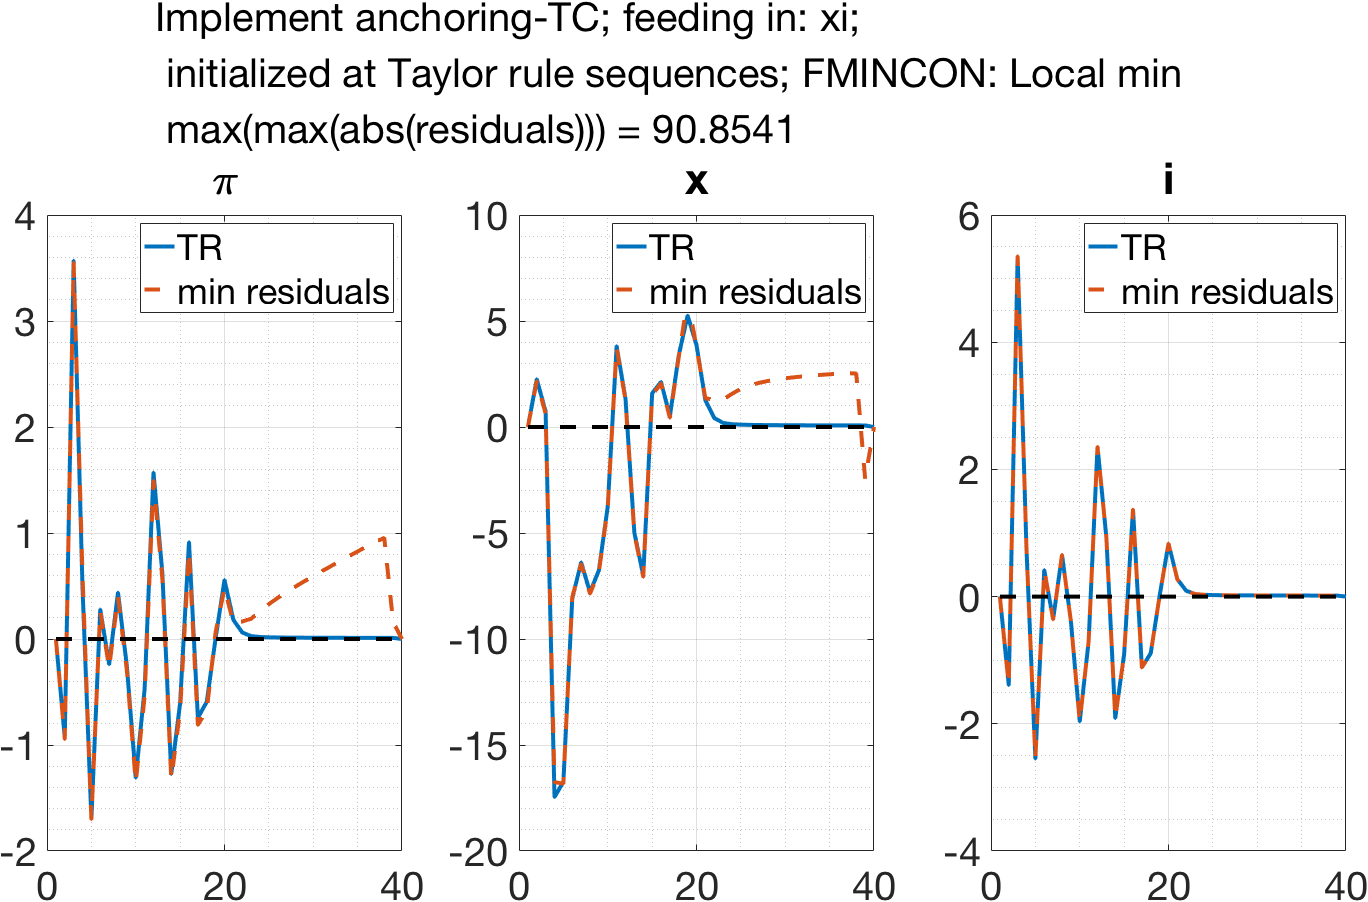 Implement anchoring-TC; feeding in: xi;
initialized at Taylor rule sequences; FMINCON: Local min
max(max(abs(residuals))) = 90.8541
π
x
i
4
3
2
1
0
-1
-2
0
20
40
TR
min residuals
10
5
0
-5
-10
-15
-20
0
20
40
TR
min residuals
6
4
2
0
-2
-4
0
20
40
TR
min residuals